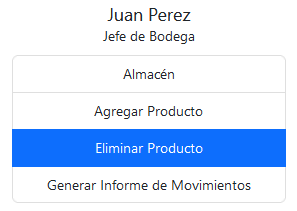 Juan Perez
Jefe de Bodega
Almacén
Agregar Producto
Eliminar Producto
Generar Informe de Movimientos